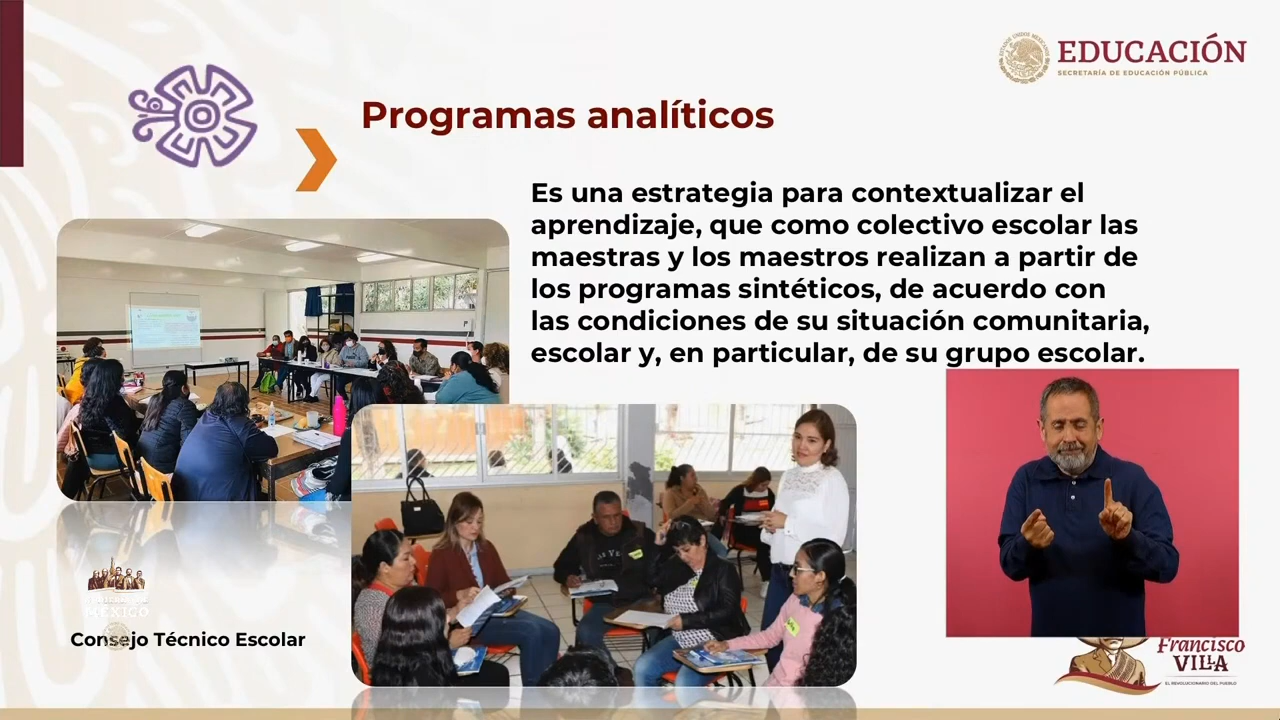 EDUCACIÓN
SECRETARÍA DE EDUCACIÓN PÚBLICA
Programas analíticos
Es una estrategia para contextualizar el
aprendizaje, que como colectivo escolar las
maestras y los maestros realizan a partir de
los programas sintéticos, de acuerdo con
las condiciones de su situación comunitaria,
escolar y, en particular, de su grupo escolar.
MÉXICO
Consejo Técnico Escolar
Francisco
VILLA
EL REVOLUCIONARIO DEL PUEBLO